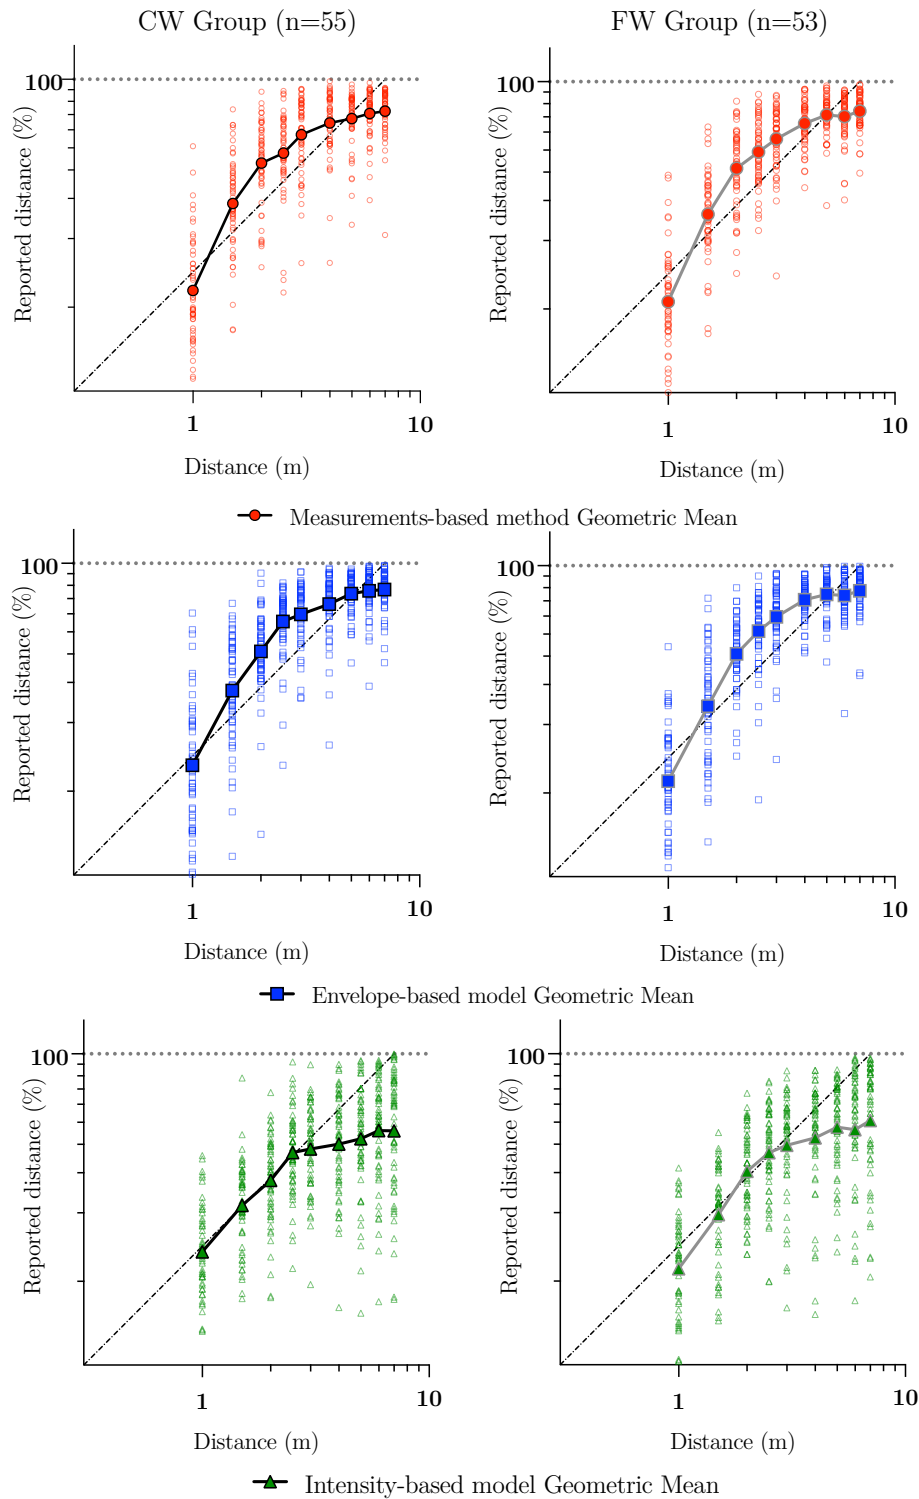 CW Group (n=55)
FW Group (n=53)
100
100
Reported distance (%)
Reported distance (%)
1
10
1
10
Distance (m)
Distance (m)
Measurements-based method Geometric Mean
100
100
Reported distance (%)
Reported distance (%)
1
10
1
10
Distance (m)
Distance (m)
Envelope-based model Geometric Mean
100
100
Reported distance (%)
Reported distance (%)
1
10
1
10
Distance (m)
Distance (m)
Intensity-based model Geometric Mean